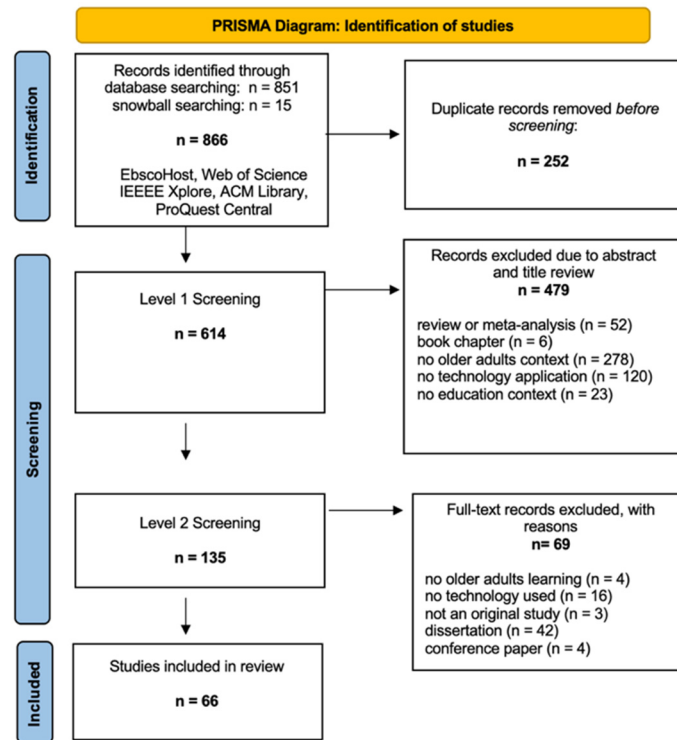 PRISMA Diagram: Identification of studies
Identification
Records identified through
database searching:  n = 851
snowball searching: n = 15
n = 866
EbscoHost, Web of Science
IEEEE Xplore, ACM Library,
ProQuest Central
Duplicate records removed before
screening:
n = 252
Screening
Level 1 Screening
n = 614
Records excluded due to abstract
and title review
n = 479
review or meta-analysis (n = 52)
book chapter (n = 6)
no older adults context (n = 278)
no technology application (n = 120)
no education context (n = 23)
Level 2 Screening
n = 135
Full-text records excluded, with
reasons
n= 69
no older adults learning (n = 4)
no technology used (n = 16)
not an original study (n = 3)
dissertation (n = 42)
conference paper (n = 4)
Included
Studies included in review
n = 66